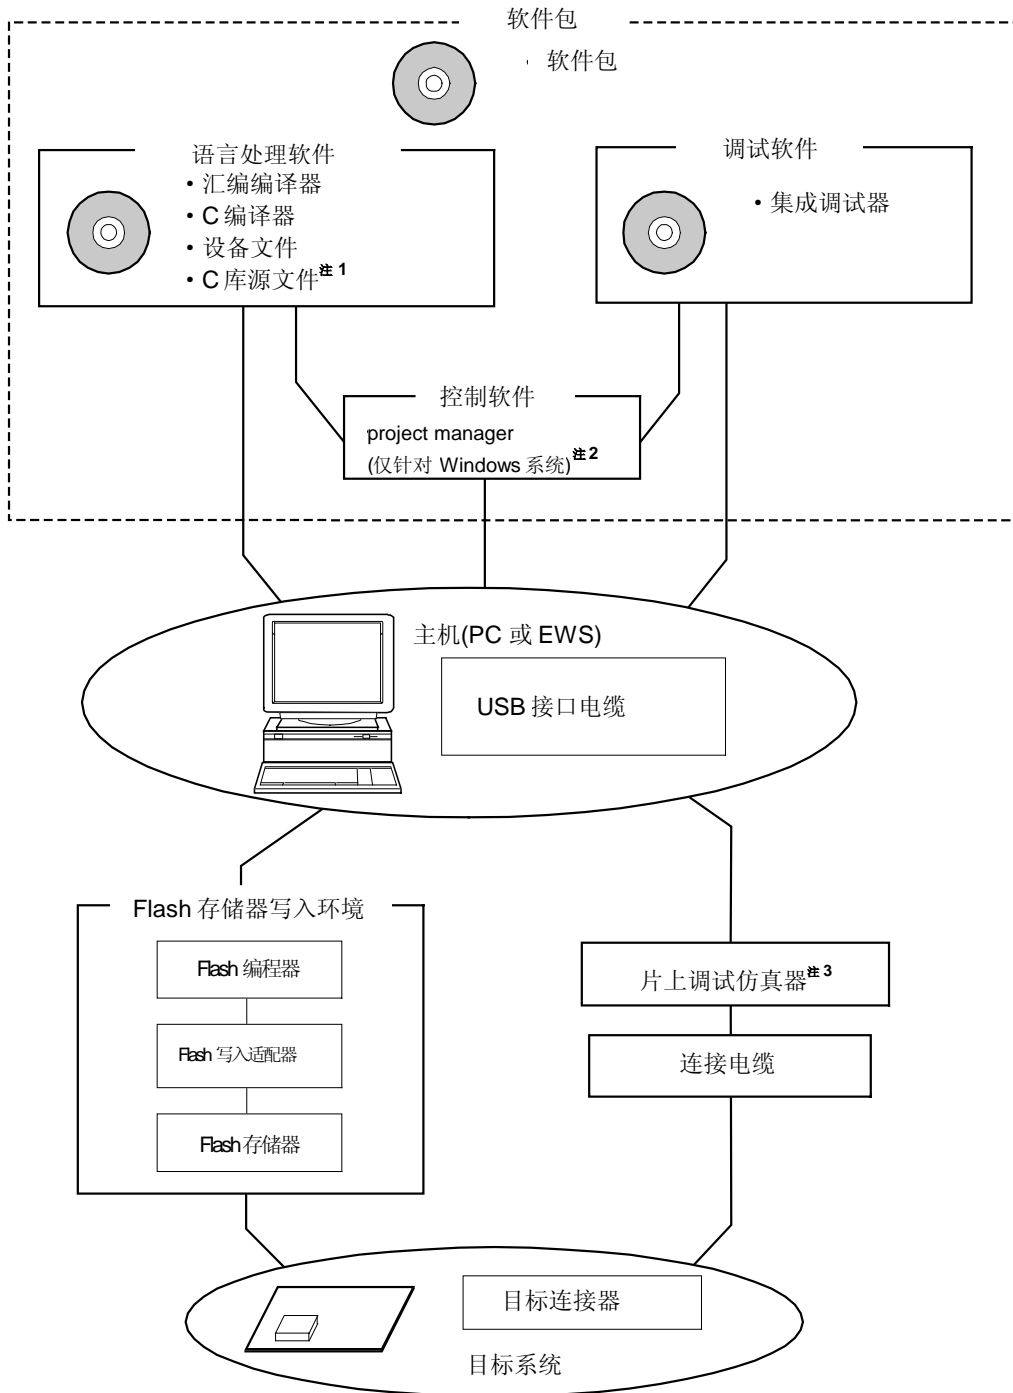 软件包
· 软件包
语言处理软件
·汇编编译器
·C 编译器
·设备文件
·C 库源文件注 1
调试软件
·集成调试器
控制软件
project manager
(仅针对 Windows 系统)注 2
主机(PC 或 EWS)
USB 接口电缆
Flash 存储器写入环境
Flash 编程器
Flash 写入适配器
Flash 存储器
片上调试仿真器注 3
连接电缆
目标连接器
目标系统